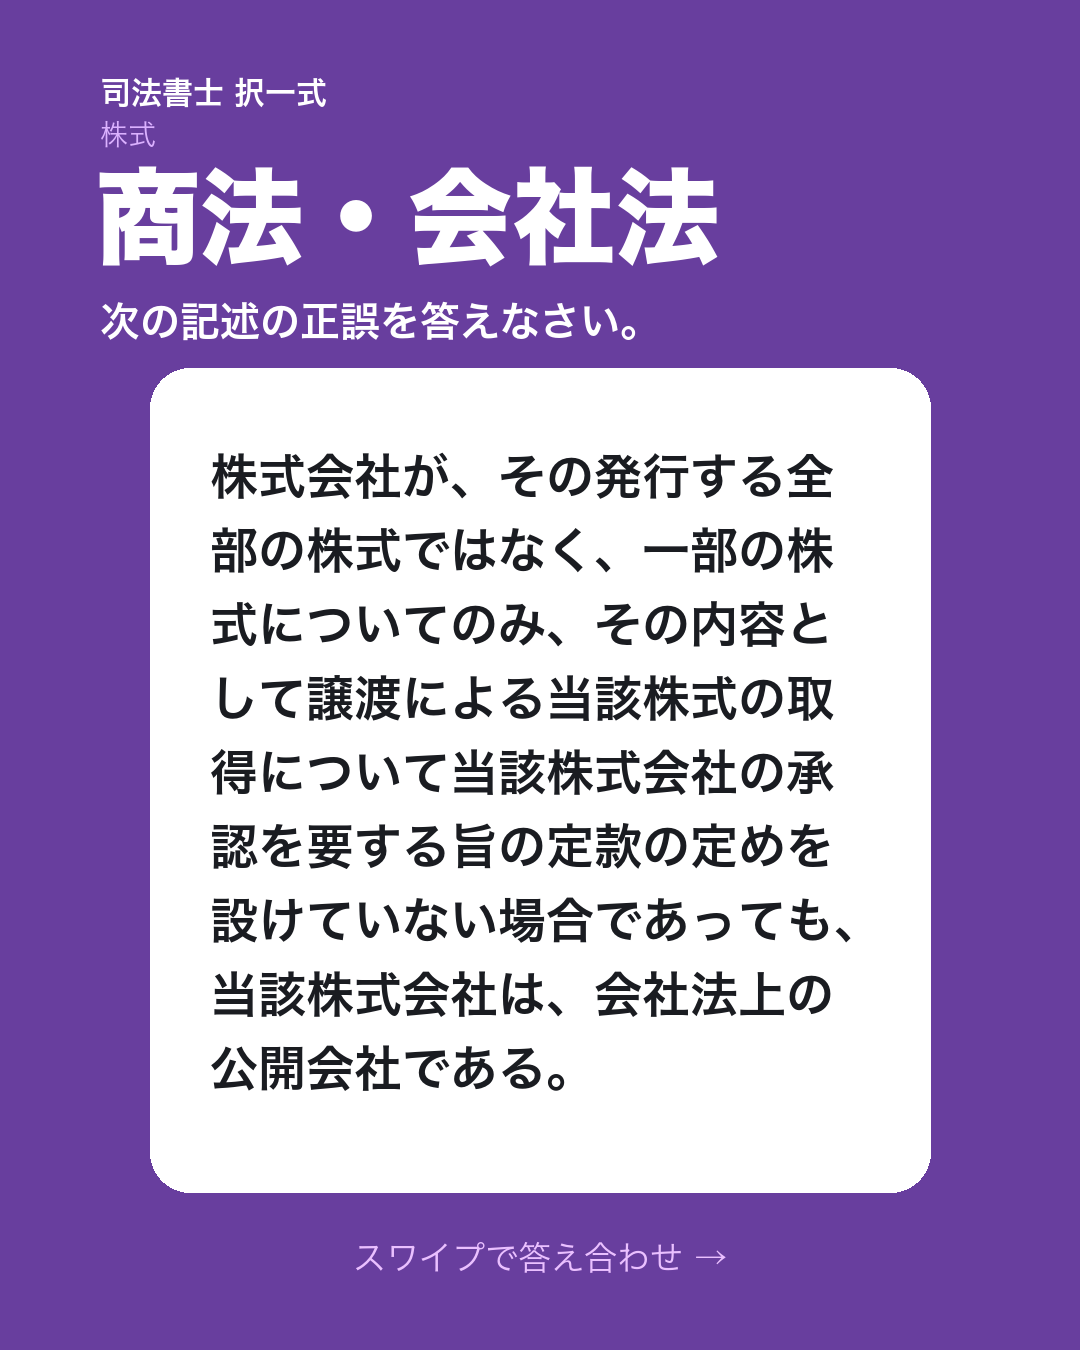 司法書士 択一式
株式
商法・会社法
次の記述の正誤を答えなさい。
株式会社が、その発行する全
部の株式ではなく、一部の株
式についてのみ、その内容と
して譲渡による当該株式の取
得について当該株式会社の承
認を要する旨の定款の定めを
設けていない場合であっても、
当該株式会社は、会社法上の
公開会社である。
スワイプで答え合わせ →